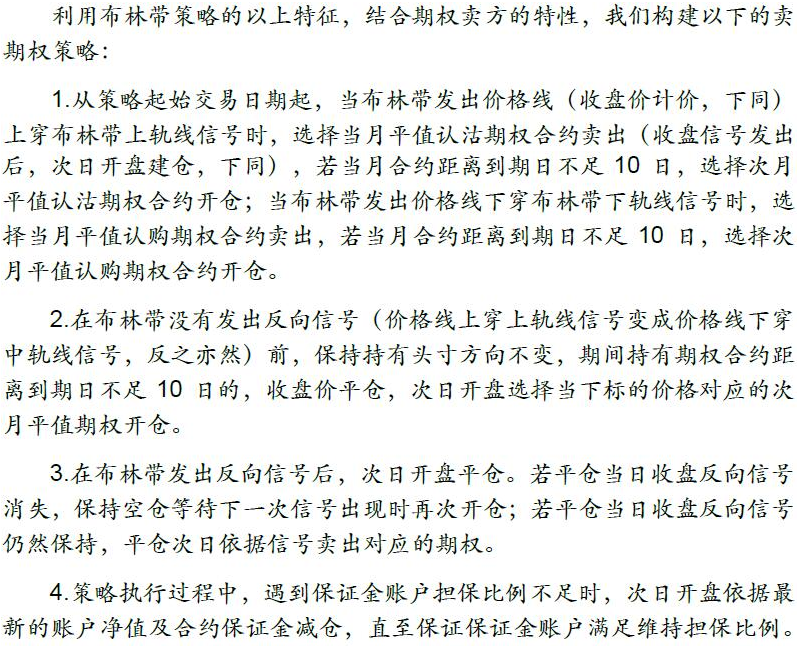 利用布林带策略的以上特征，结合期权卖方的特性，我们构建以下的卖
期权策略：
1.从策略起始交易日期起，当布林带发出价格线（收盘价计价，下同）
上穿布林带上轨线信号时，选择当月平值认沽期权合约卖出（收盘信号发出
后，次日开盘建仓，下同），若当月合约距离到期日不足 10 日，选择次月
平值认沽期权合约开仓；当布林带发出价格线下穿布林带下轨线信号时，选
择当月平值认购期权合约卖出，若当月合约距离到期日不足 10 日，选择次
月平值认购期权合约开仓。
2.在布林带没有发出反向信号（价格线上穿上轨线信号变成价格线下穿
中轨线信号，反之亦然）前，保持持有头寸方向不变，期间持有期权合约距
离到期日不足 10 日的，收盘价平仓，次日开盘选择当下标的价格对应的次
月平值期权开仓。
3.在布林带发出反向信号后，次日开盘平仓。若平仓当日收盘反向信号
消失，保持空仓等待下一次信号出现时再次开仓；若平仓当日收盘反向信号
仍然保持，平仓次日依据信号卖出对应的期权。
4.策略执行过程中，遇到保证金账户担保比例不足时，次日开盘依据最
新的账户净值及合约保证金减仓，直至保证保证金账户满足维持担保比例。